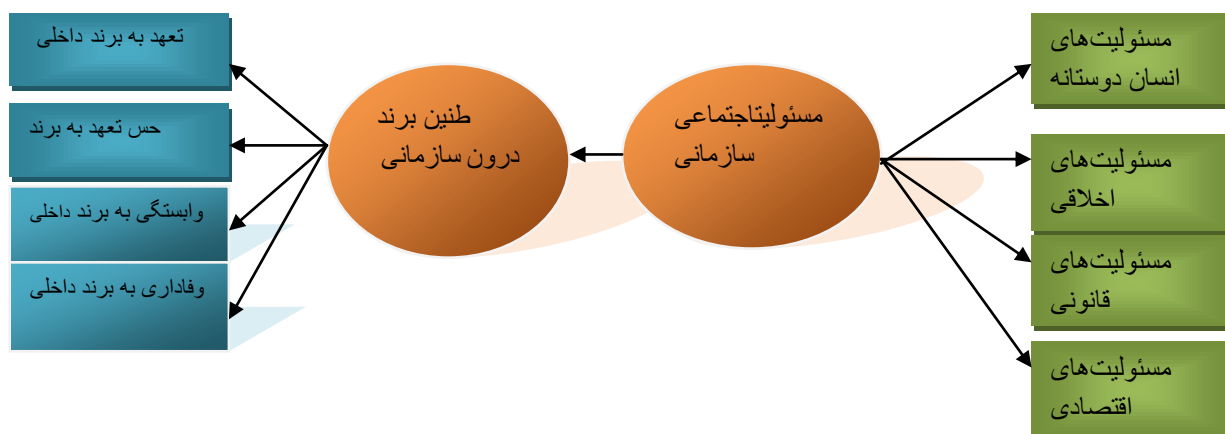 مسئولیت‌های
انسان دوستانه
مسئولیت‌های
اخلاقی
مسئولیت‌های
قانونی
مسئولیت‌های
اقتصادی
مسئولیتاجتماعی
سازمانی
طنین برند
درون سازمانی
تعهد به برند داخلی
حس تعهد به برند
وابستگی به برند داخلی
وفاداری به برند داخلی